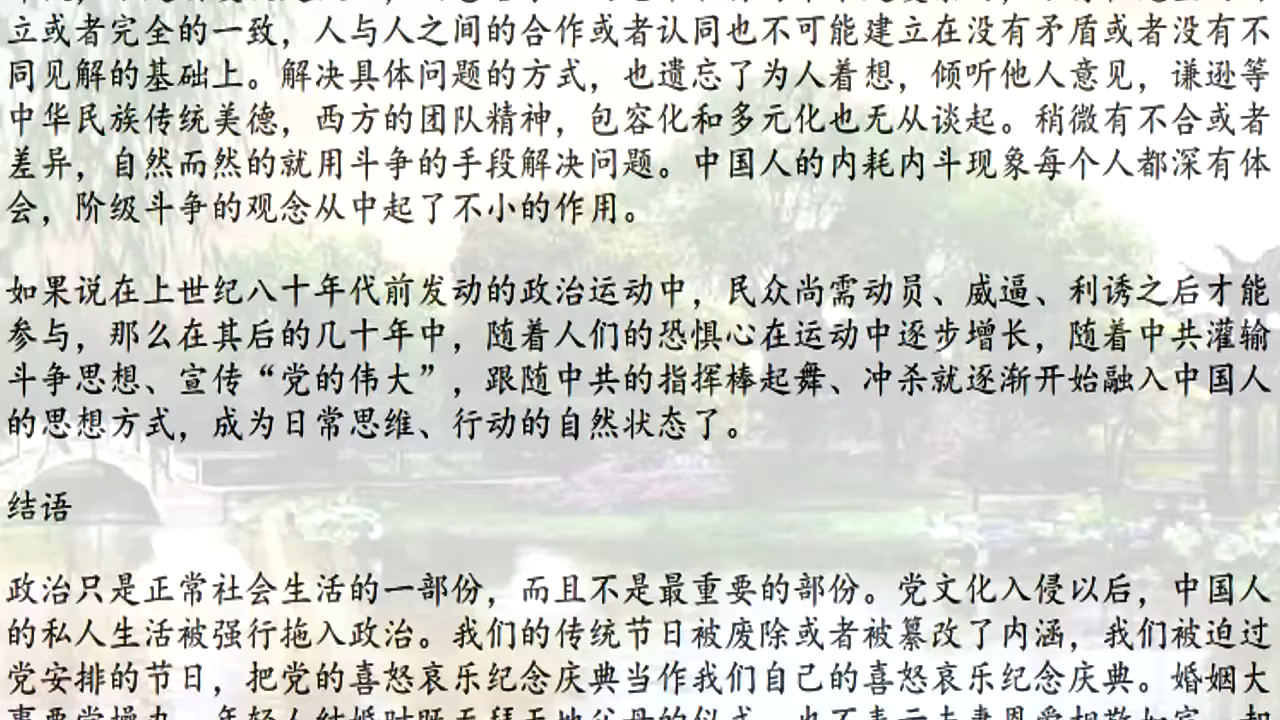 立或者完全的一致，人与人之间的合作或者认同也不可能建立在没有矛盾或者没有不
同见解的基础上。解决具体问题的方式，也遗忘了为人着想，倾听他人意见，谦逊等
中华民族传统美德，西方的团队精神，包容化和多元化也无从谈起。稍微有不合或者
差异，自然而然的就用斗争的手段解决问题。中国人的内耗内斗现象每个人都深有体
会，阶级斗争的观念从中起了不小的作用。
如果说在上世纪八十年代前发动的政治运动中，民众尚需动员、威逼、利诱之后才能
参与，那么在其后的几十年中，随着人们的恐惧心在运动中逐步增长，随着中共灌输
斗争思想、宣传“党的伟大”，跟随中共的指挥棒起舞、冲杀就逐渐开始融入中国人
的思想方式，成为日常思维、行动的自然状态了。
结语
政治只是正常社会生活的一部份，而且不是最重要的部份。党文化入侵以后，中国人
的私人生活被强行拖入政治。我们的传统节日被废除或者被纂改了内涵，我们被迫过
党安排的节日，把党的喜怒哀乐纪念庆典当作我们自己的喜怒哀乐纪念庆典。婚姻大